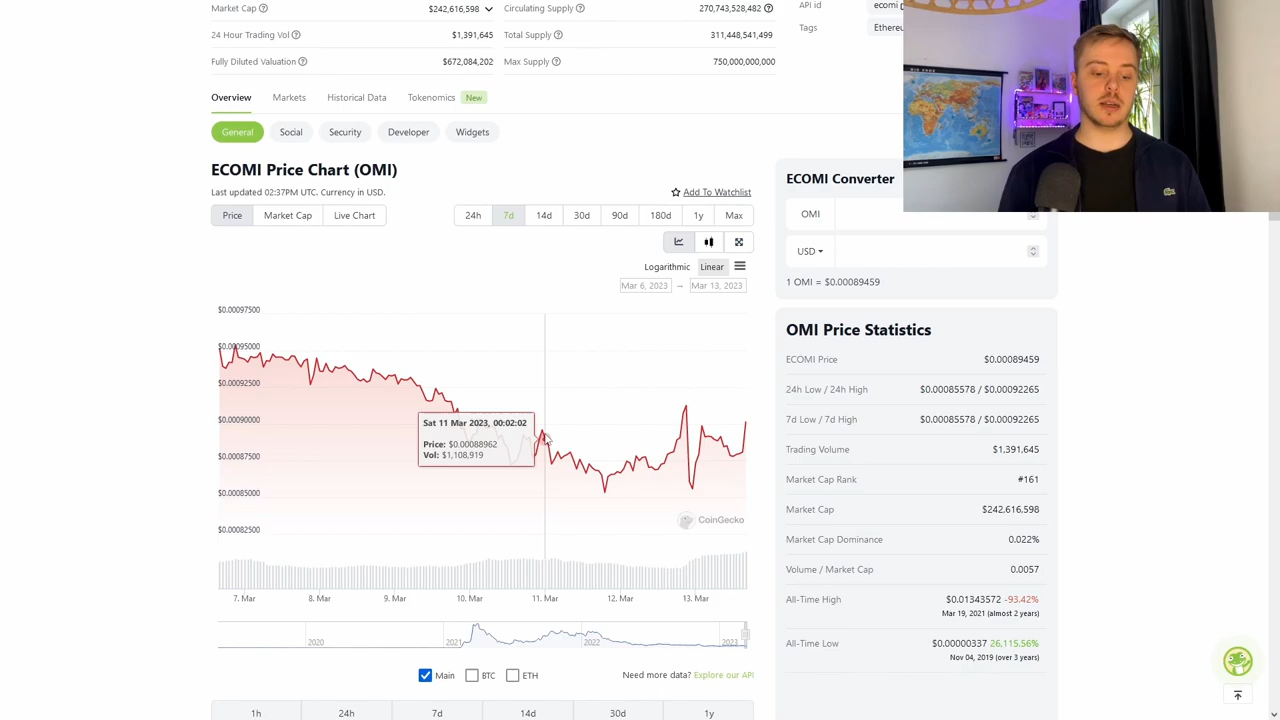 Market Cap $242,616,598 Circulating Supply 270,743,528,482 API id ecomi
24 Hour Trading Vol $1,391,645 Total Supply 311,448,541,499 Tags Ethereu
Fully Diluted Valuation $672,084,202 Max Supply 750,000,000,000
Overview Markets Historical Data Tokenomics New
General Social Security Developer Widgets
ECOMI Price Chart (OMI)
Last updated 02:37PM UTC. Currency in USD.
Add To Watchlist
Price Market Cap Live Chart 24h 7d 14d 30d 90d 180d 1y Max
Logarithmic Linear
Mar 6, 2023 → Mar 13, 2023
$0.00097500
$0.00095000
$0.00092500
$0.00090000
$0.00087500
$0.00085000
$0.00082500
Sat 11 Mar 2023, 00:02:02
Price: $0.00088962
Vol: $1,108,919
CoinGecko
7. Mar 8. Mar 9. Mar 10. Mar 11. Mar 12. Mar 13. Mar
2020 2021 2022 2023
Main BTC ETH
Need more data? Explore our API
1h 24h 7d 14d 30d 1y
ECOMI Converter
OMI
USD
1 OMI = $0.00089459
OMI Price Statistics
ECOMI Price $0.00089459
24h Low / 24h High $0.00085578 / $0.00092265
7d Low / 7d High $0.00085578 / $0.00092265
Trading Volume $1,391,645
Market Cap Rank #161
Market Cap $242,616,598
Market Cap Dominance 0.022%
Volume / Market Cap 0.0057
All-Time High $0.01343572 -93.42%
Mar 19, 2021 (almost 2 years)
All-Time Low $0.00000337 26,115.56%
Nov 04, 2019 (over 3 years)